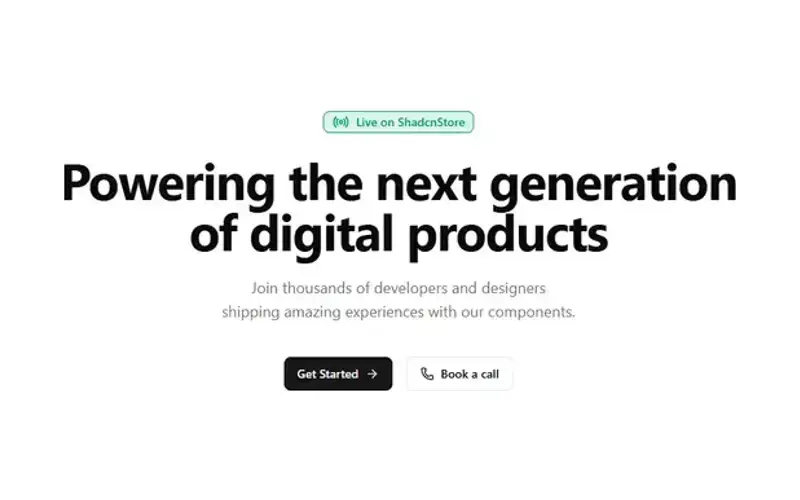 Live on ShadcnStore
Powering the next generation
of digital products
Join thousands of developers and designers
shipping amazing experiences with our components.
Get Started
Book a call